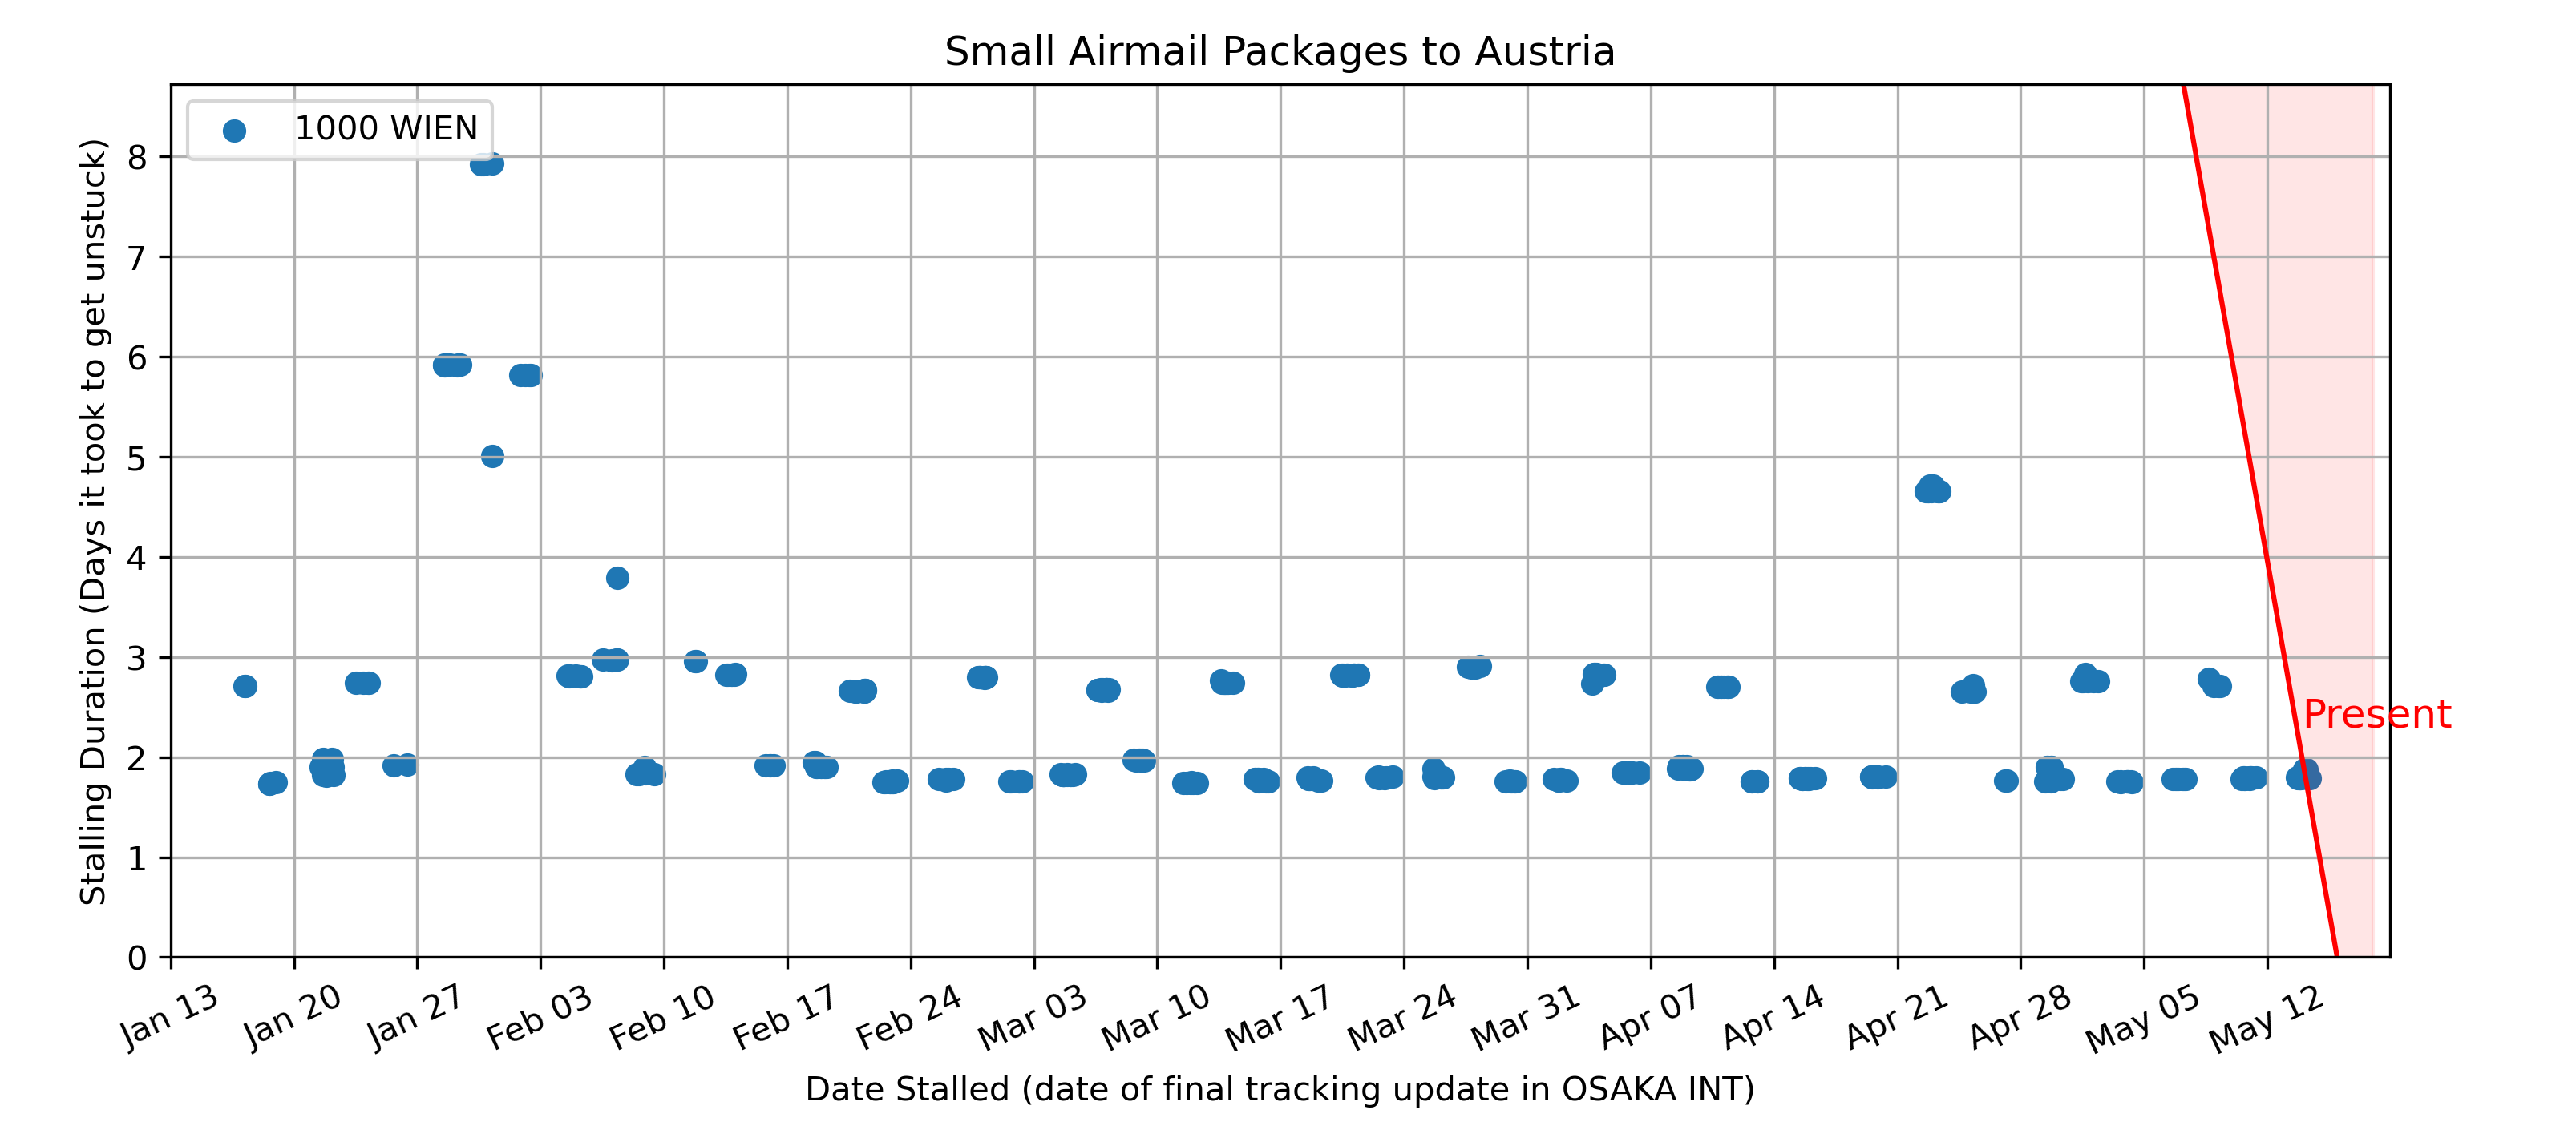 Small Airmail Packages to Austria
1000 WIEN
Stalling Duration (Days it took to get unstuck)
8
7
6
5
4
3
2
1
0
Present
Jan 13
Jan 20
Jan 27
Feb 03
Feb 10
Feb 17
Feb 24
Mar 03
Mar 10
Mar 17
Mar 24
Mar 31
Apr 07
Apr 14
Apr 21
Apr 28
May 05
May 12
Date Stalled (date of final tracking update in OSAKA INT)